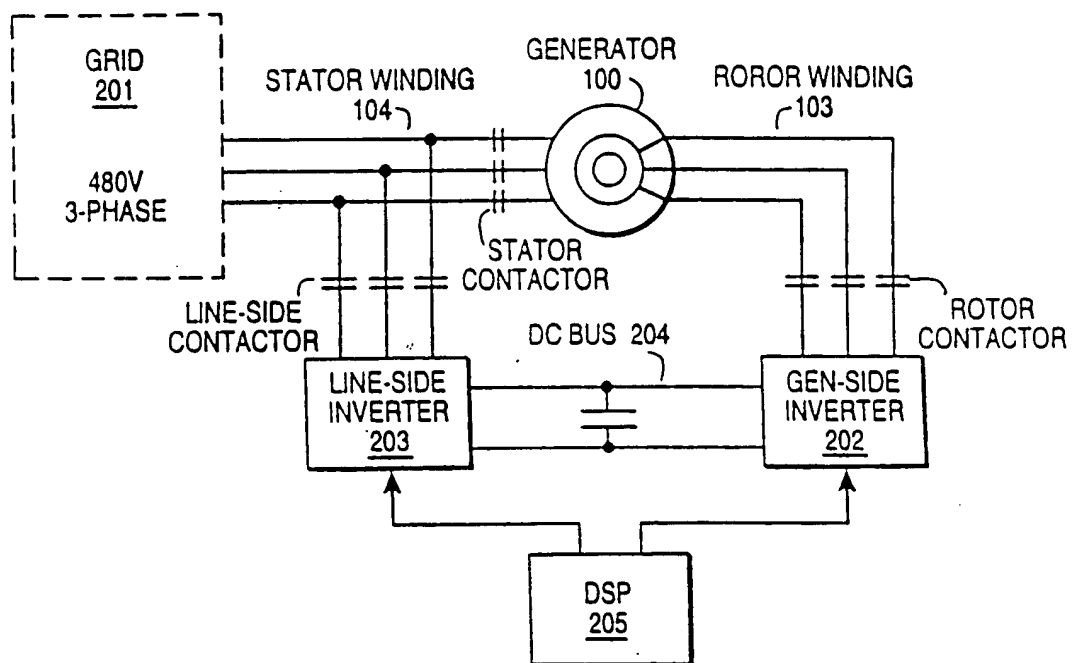 GRID
201
480V
3-PHASE
STATOR WINDING
104
GENERATOR
100
ROROR WINDING
103
STATOR
CONTACTOR
LINE-SIDE
CONTACTOR
ROTOR
CONTACTOR
DC BUS 204
LINE-SIDE
INVERTER
203
GEN-SIDE
INVERTER
202
DSP
205